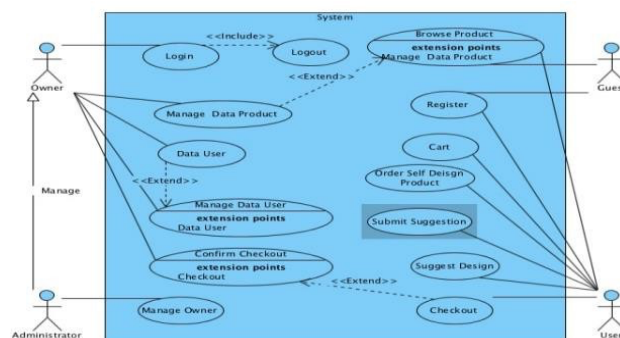 System
Browse Product
extension points
Manage Data Product
<<Include>>
Login
Logout
<<Extend>>
Owner
Manage Data Product
Register
Data User
Cart
<<Extend>>
Order Self Deisgn
Product
Manage
Manage Data User
extension points
Data User
Submit Suggestion
Confirm Checkout
extension points
Checkout
<<Extend>>
Suggest Design
Manage Owner
Checkout
Administrator